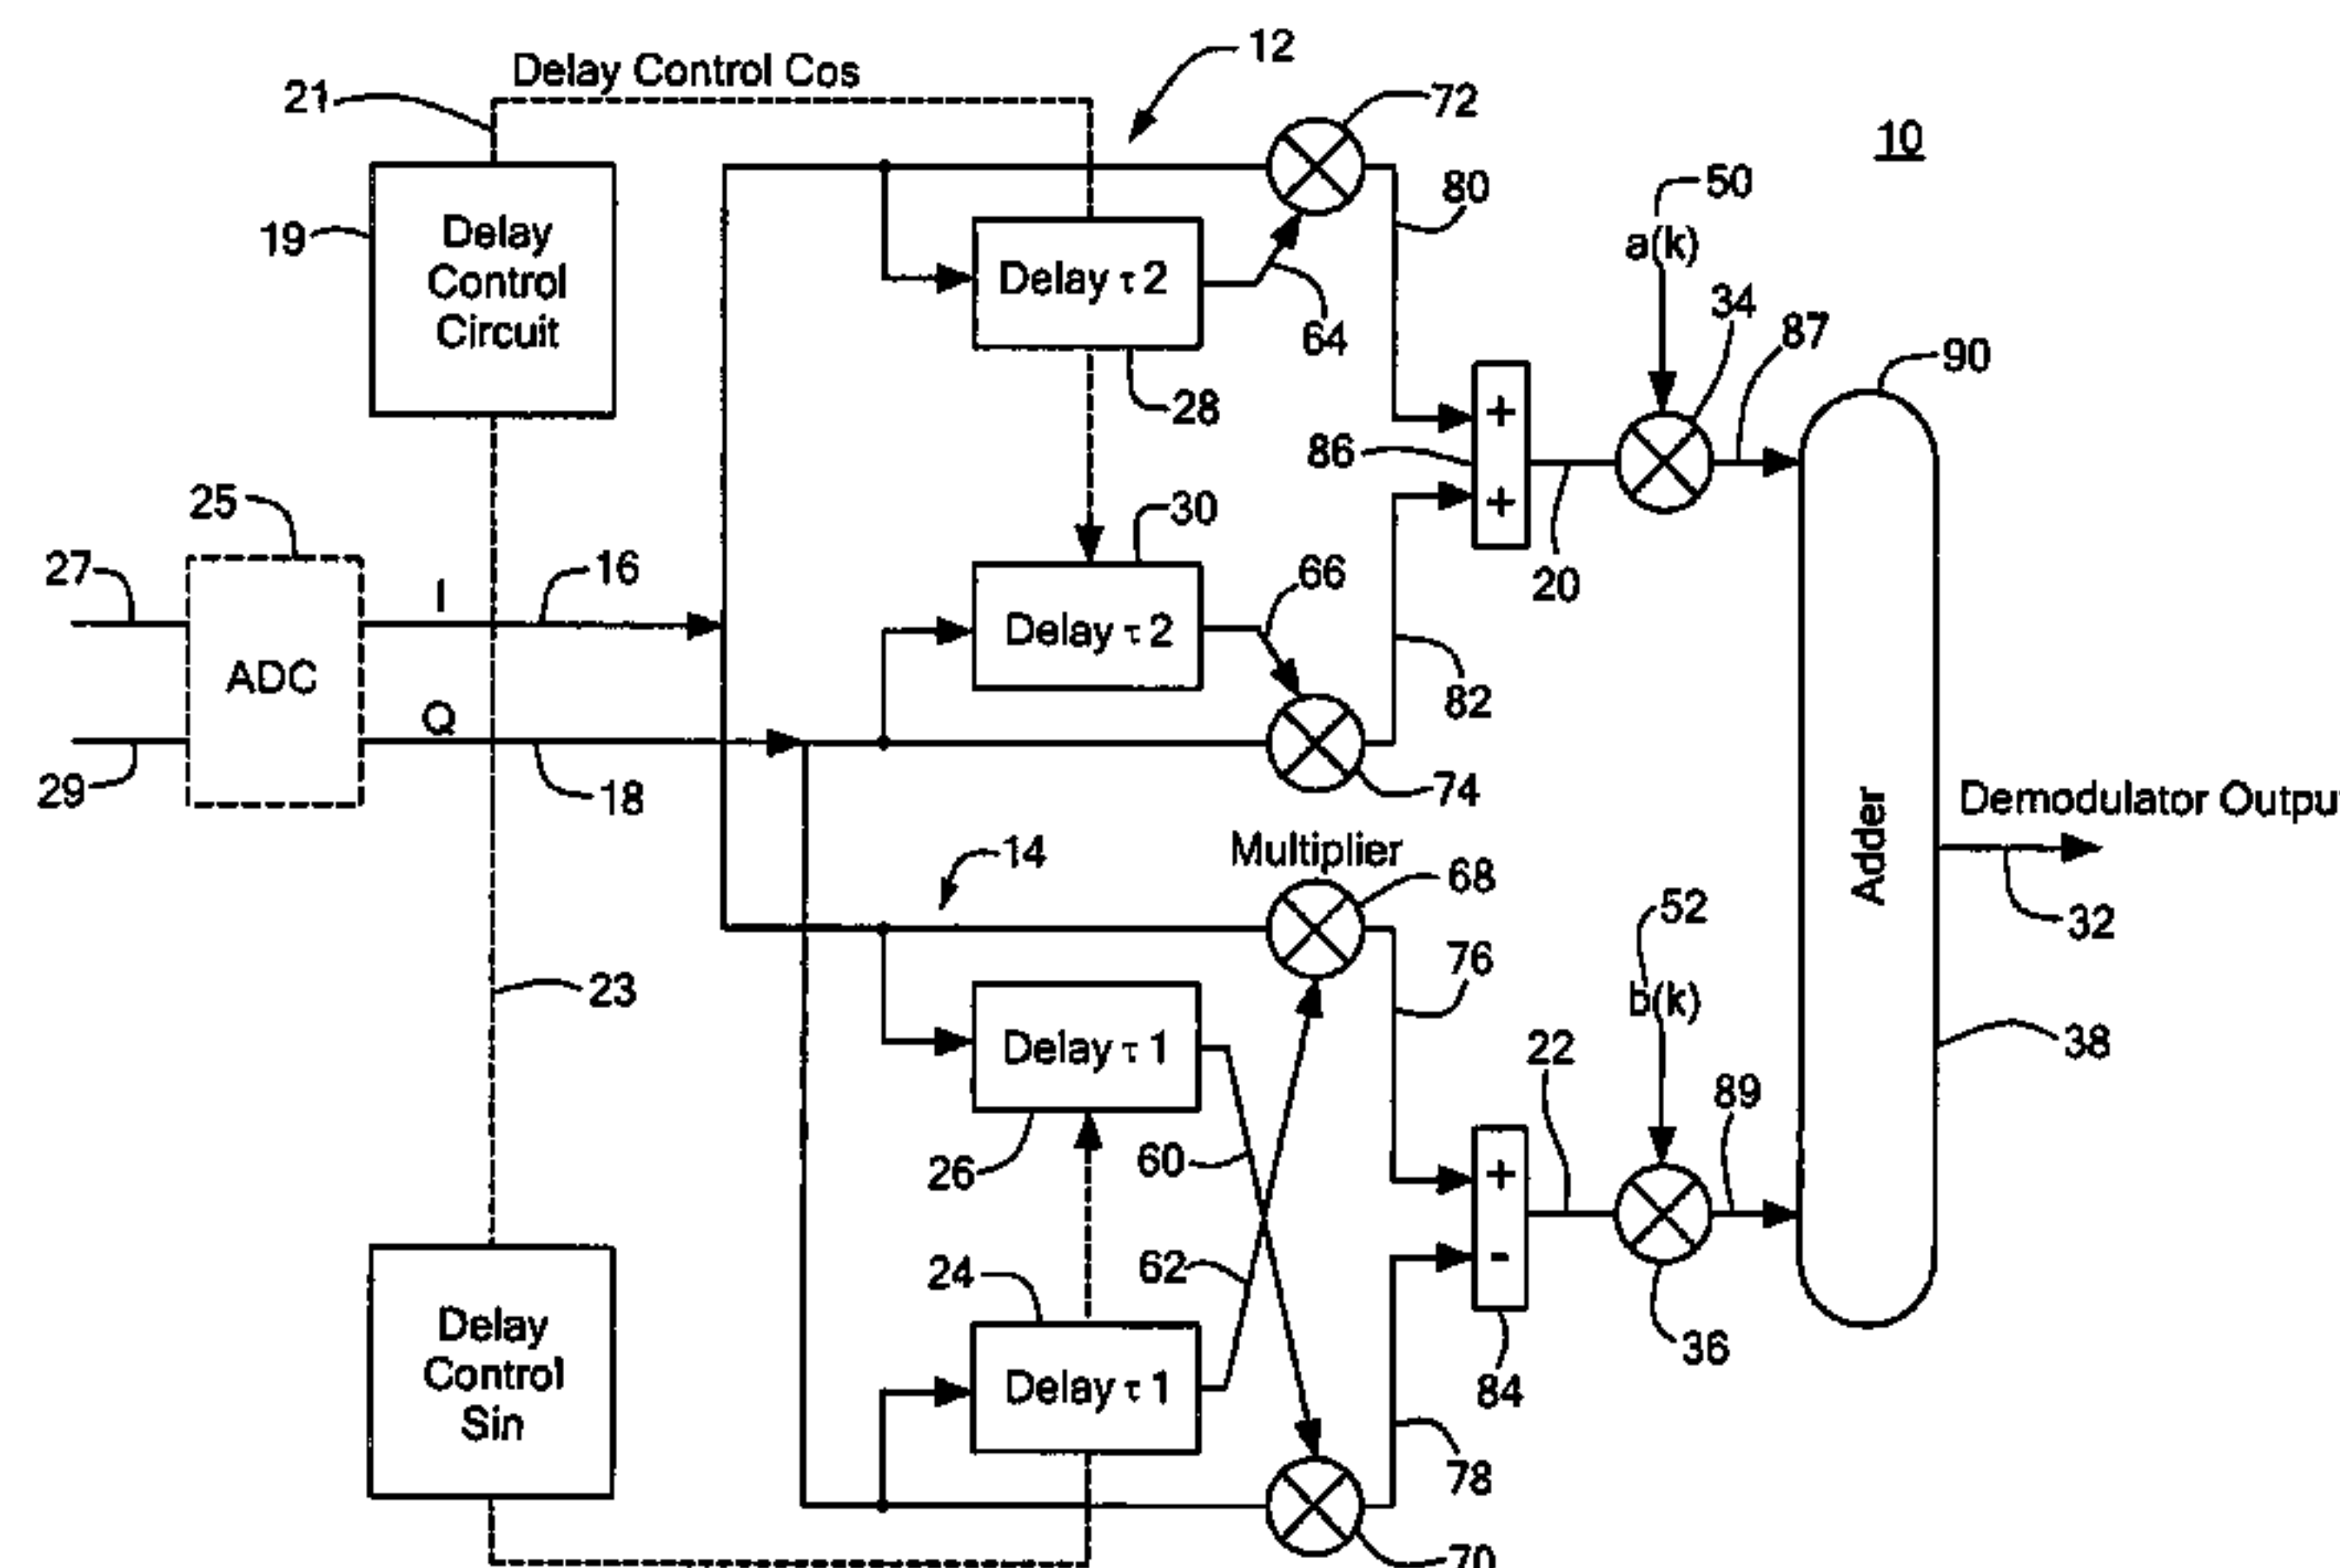 Delay Control Cos
12
21
72
10
80
50
19
Delay
Control
Circuit
a(k)
Delay τ 2
34
87
64
90
28
+
86
25
+
30
27
I
16
66
20
Delay τ 2
ADC
Q
82
29
18
74
Demodulator Outpu
Multiplier
14
68
Adder
52
32
76
23
b(k)
Delay τ 1
22
38
89
26
60
+
62
24
-
Delay
Control
Sin
36
Delay τ 1
84
78
70